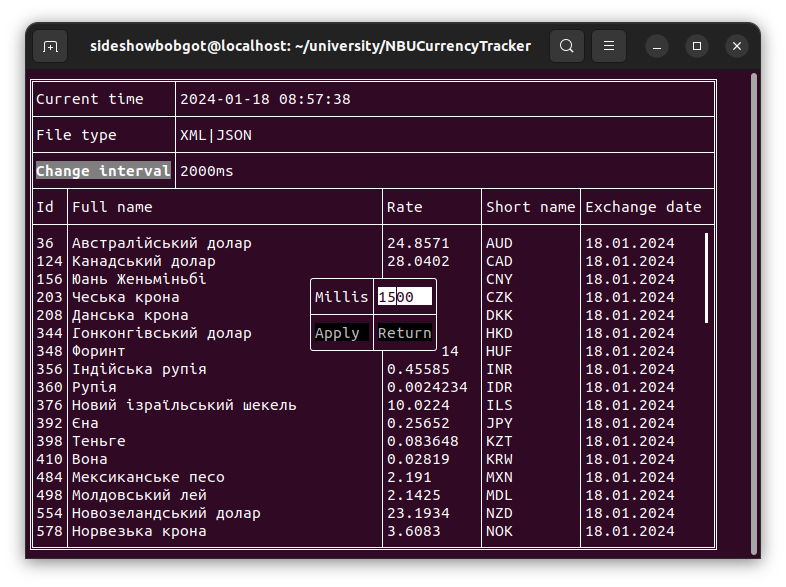 sideshowbobgot@localhost: ~/university/NBUCurrencyTracker
Current time 2024-01-18 08:57:38
File type XML|JSON
Change interval 2000ms
Id Full name Rate Short name Exchange date
36 Австралійський долар 24.8571 AUD 18.01.2024
124 Канадський долар 28.0402 CAD 18.01.2024
156 Юань Женьміньбі CNY 18.01.2024
Millis 1500
203 Чеська крона CZK 18.01.2024
208 Данська крона DKK 18.01.2024
Apply Return
344 Гонконгівський долар HKD 18.01.2024
348 Форинт 14 HUF 18.01.2024
356 Індійська рупія 0.45585 INR 18.01.2024
360 Рупія 0.0024234 IDR 18.01.2024
376 Новий ізраїльський шекель 10.0224 ILS 18.01.2024
392 Єна 0.25652 JPY 18.01.2024
398 Теньге 0.083648 KZT 18.01.2024
410 Вона 0.02819 KRW 18.01.2024
484 Мексиканське песо 2.191 MXN 18.01.2024
498 Молдовський лей 2.1425 MDL 18.01.2024
554 Новозеландський долар 23.1934 NZD 18.01.2024
578 Норвезька крона 3.6083 NOK 18.01.2024